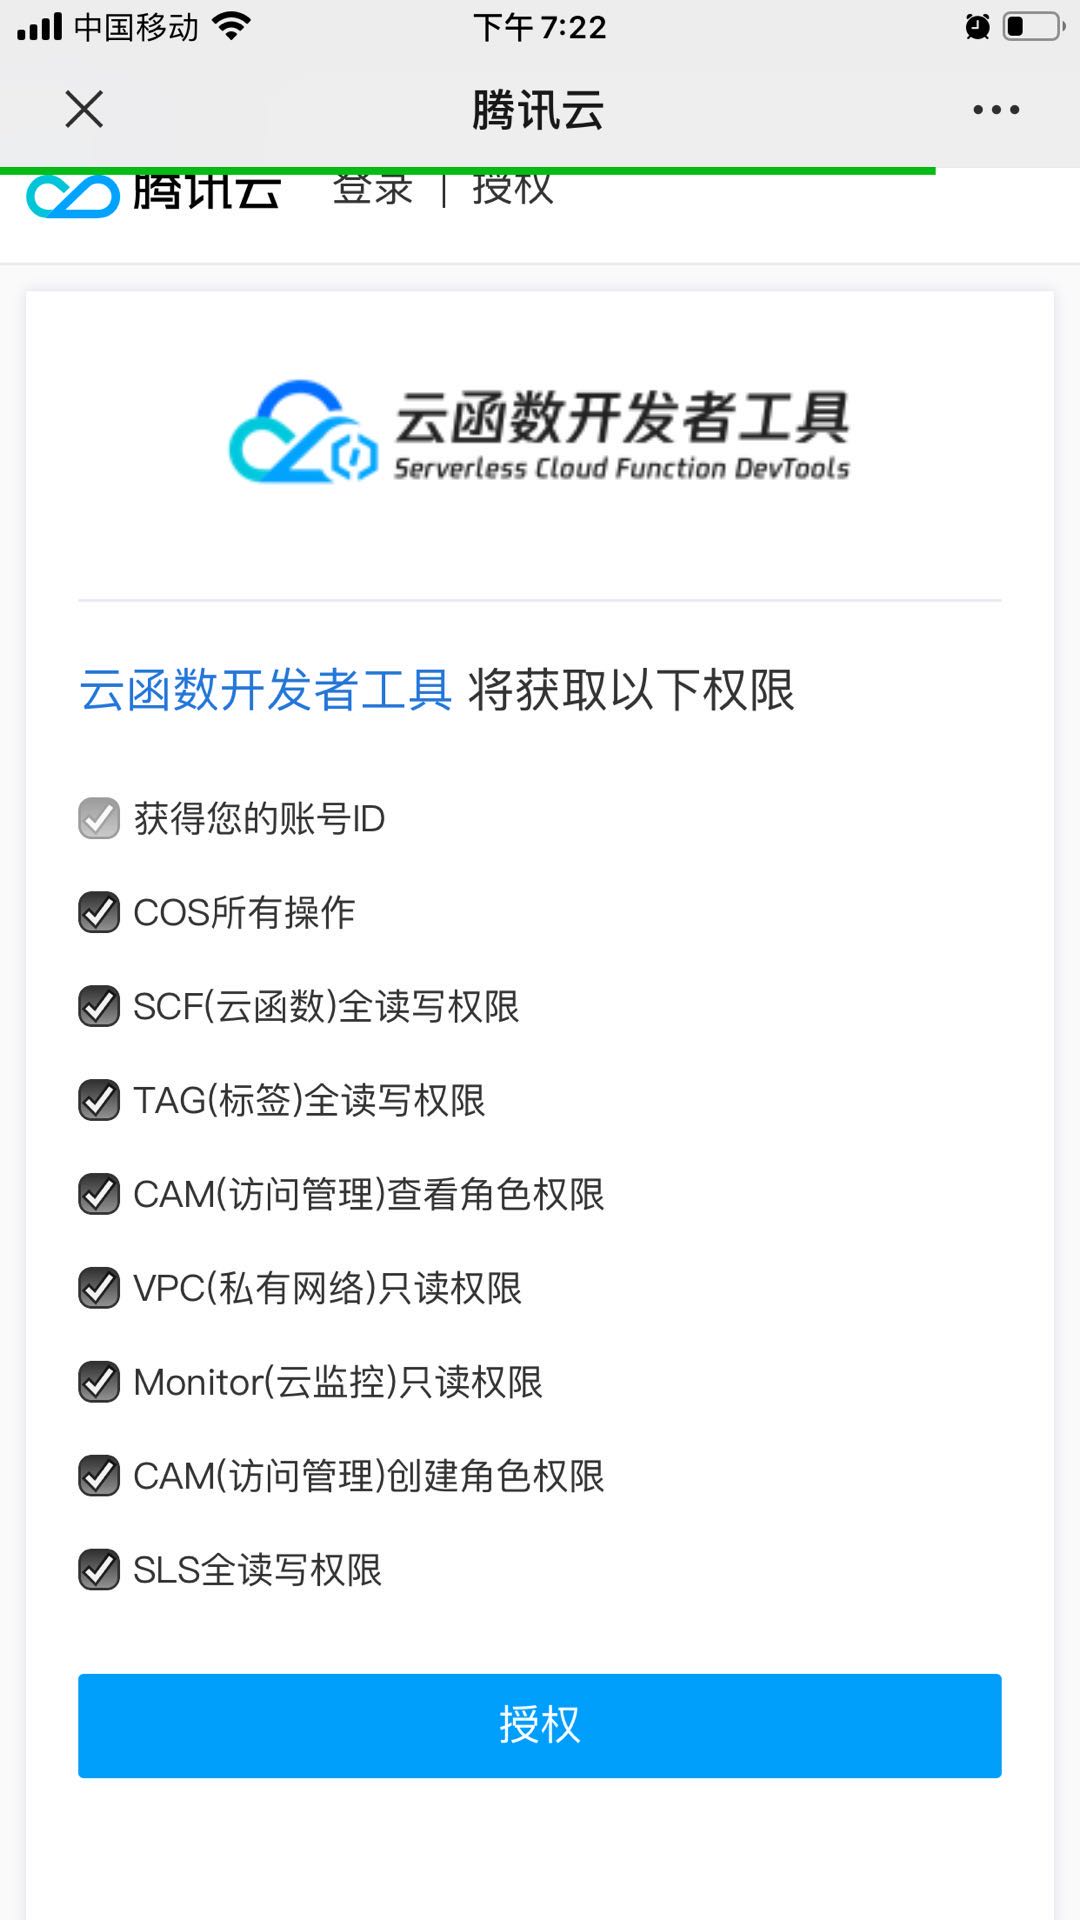 中国移动 下午7:22
腾讯云
腾讯云 登录 | 授权
云函数开发者工具
Serverless Cloud Function DevTools
云函数开发者工具 将获取以下权限
获得您的账号ID
COS所有操作
SCF(云函数)全读写权限
TAG(标签)全读写权限
CAM(访问管理)查看角色权限
VPC(私有网络)只读权限
Monitor(云监控)只读权限
CAM(访问管理)创建角色权限
SLS全读写权限
授权